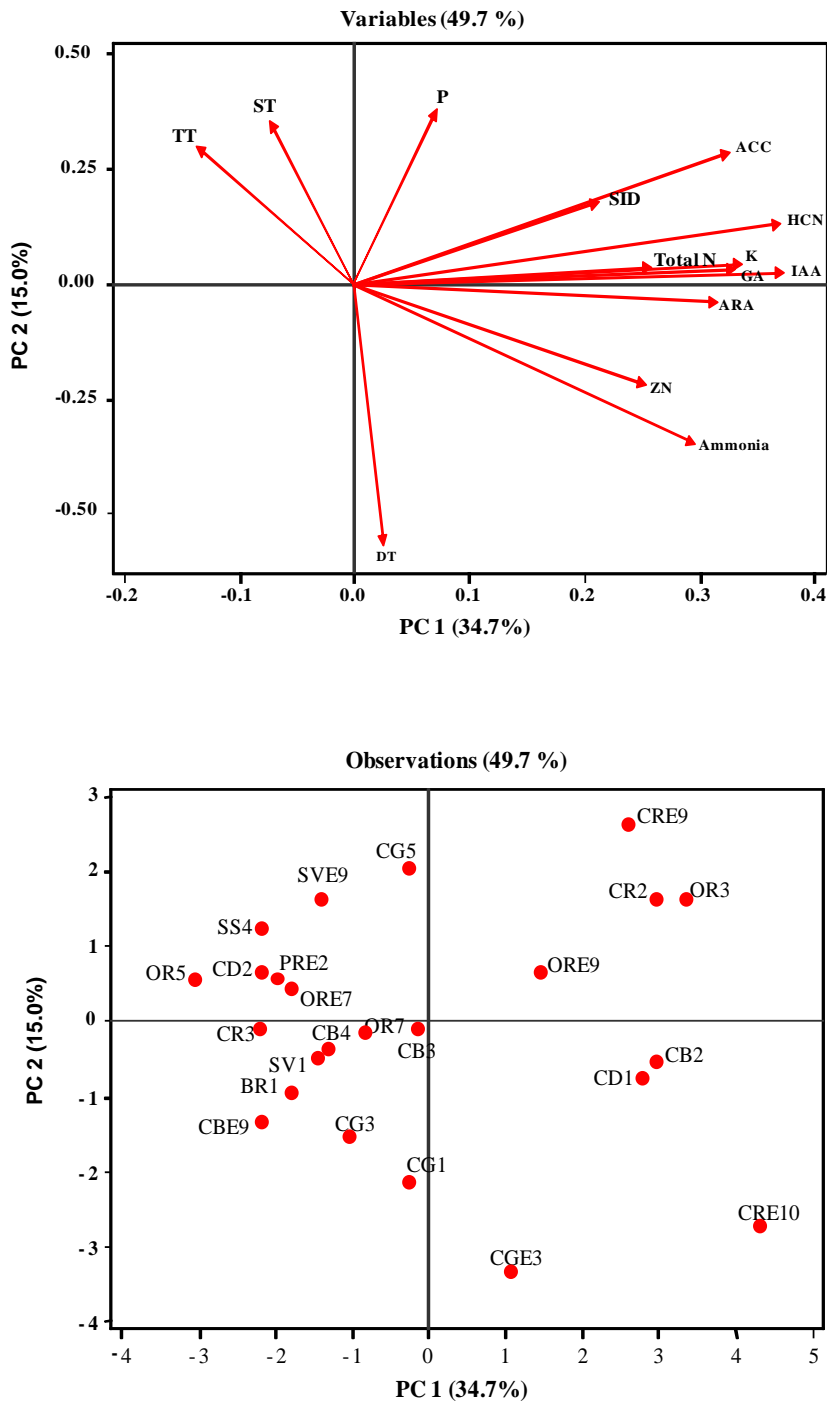 Variables (49.7 %)
0.50
P
ST
TT
ACC
0.25
SID
HCN
Total N
K
IAA
GA
0.00
ARA
ZN
-0.25
Ammonia
-0.50
DT
PC 2 (15.0%)
-0.2
-0.1
0.0
0.1
0.2
0.3
0.4
PC 1 (34.7%)
Observations (49.7 %)
3
CRE9
CG5
2
SVE9
CR2
OR3
SS4
1
CD2
PRE2
ORE9
OR5
ORE7
0
CR3
CB4
OR7
CB3
SV1
CB2
CD1
BR1
-1
CBE9
CG3
CG1
-2
CRE10
CGE3
-3
-4
PC 2 (15.0%)
-4
-3
-2
-1
0
1
2
3
4
5
PC 1 (34.7%)